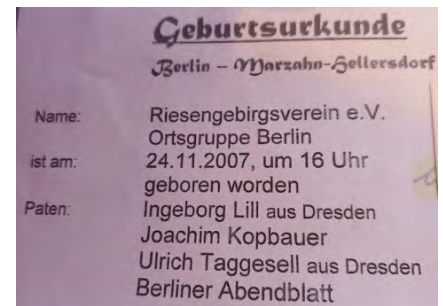 Geburtsurkunde
Berlin – Marzahn-Hellersdorf
Name: Riesengebirgsverein e.V.
Ortsgruppe Berlin
ist am: 24.11.2007, um 16 Uhr
geboren worden
Paten: Ingeborg Lill aus Dresden
Joachim Kopbauer
Ulrich Taggesell aus Dresden
Berliner Abendblatt